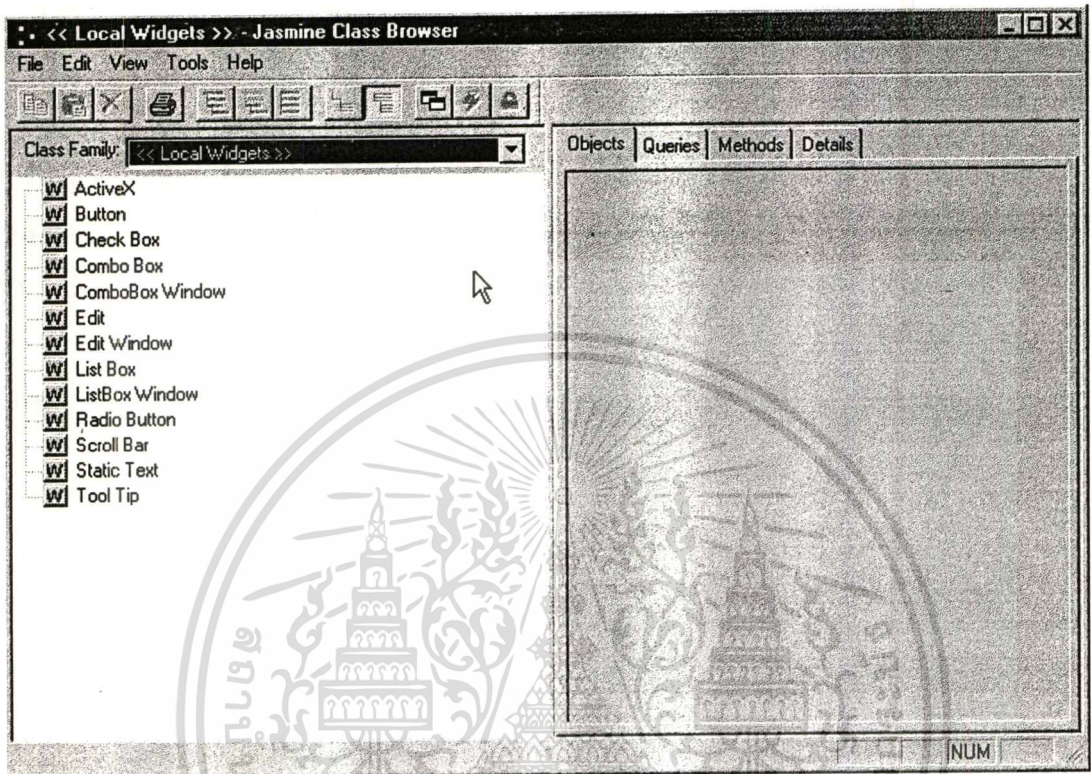 << Local Widgets >> - Jasmine Class Browser
File Edit View Tools Help
Class Family: << Local Widgets >>
ActiveX
Button
Check Box
Combo Box
ComboBox Window
Edit
Edit Window
List Box
ListBox Window
Radio Button
Scroll Bar
Static Text
Tool Tip
Objects Queries Methods Details
NUM